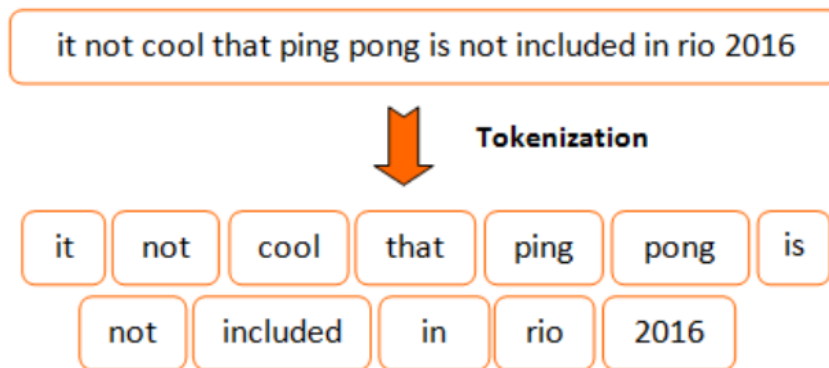 it not cool that ping pong is not included in rio 2016
Tokenization
it not cool that ping pong is
not included in rio 2016